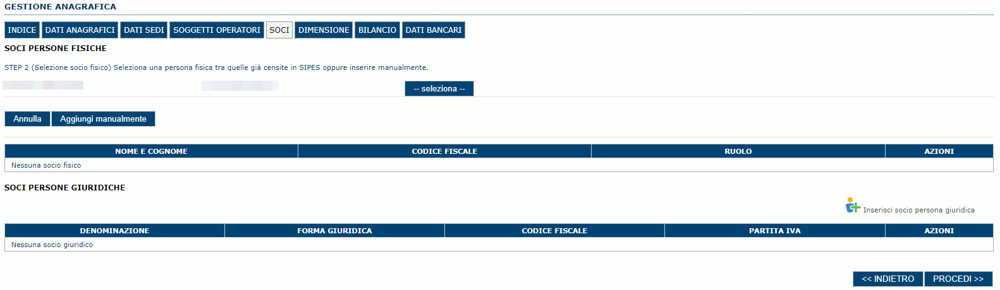 GESTIONE ANAGRAFICA
INDICE DATI ANAGRAFICI DATI SEDI SOGGETTI OPERATORI SOCI DIMENSIONE BILANCIO DATI BANCARI
SOCI PERSONE FISICHE
STEP 2 (Selezione socio fisico) Seleziona una persona fisica tra quelle già censite in SIPES oppure inserire manualmente.
-- seleziona --
Annulla Aggiungi manualmente
NOME E COGNOME CODICE FISCALE RUOLO AZIONI
Nessuna socio fisico
SOCI PERSONE GIURIDICHE
Inserisci socio persona giuridica
DENOMINAZIONE FORMA GIURIDICA CODICE FISCALE PARTITA IVA AZIONI
Nessuna socio giuridico
<< INDIETRO PROCEDI >>